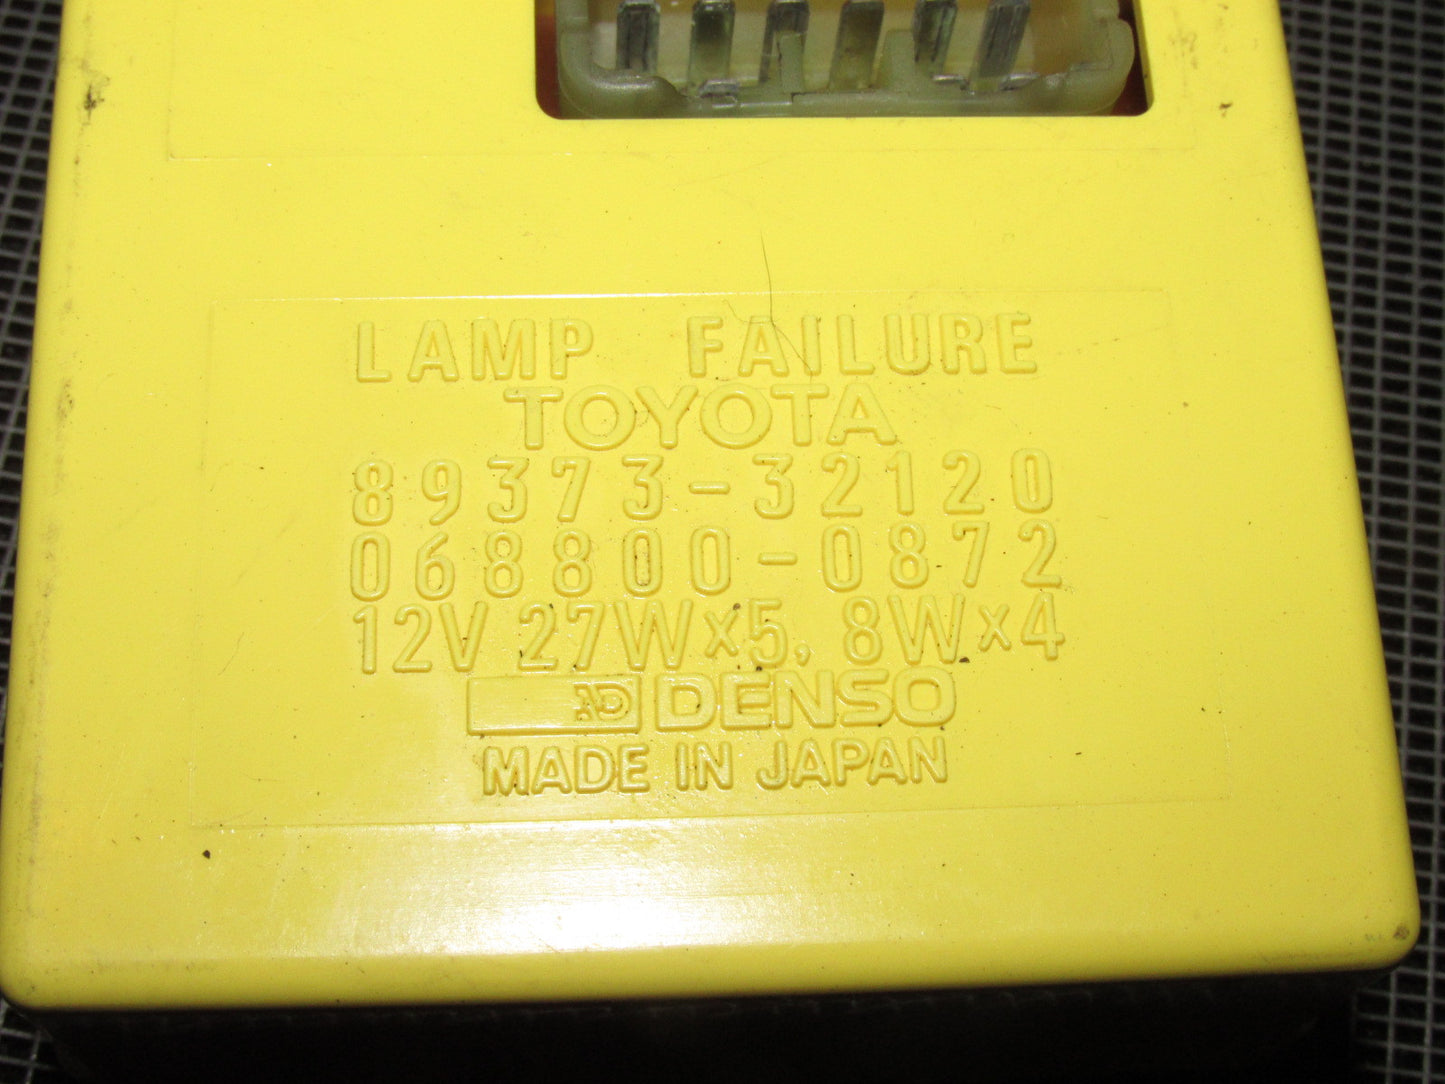 LAMP FAILURE
TOYOTA
89373-32120
068800-0872
12V 27W×5, 8W×4
DENSO
MADE IN JAPAN